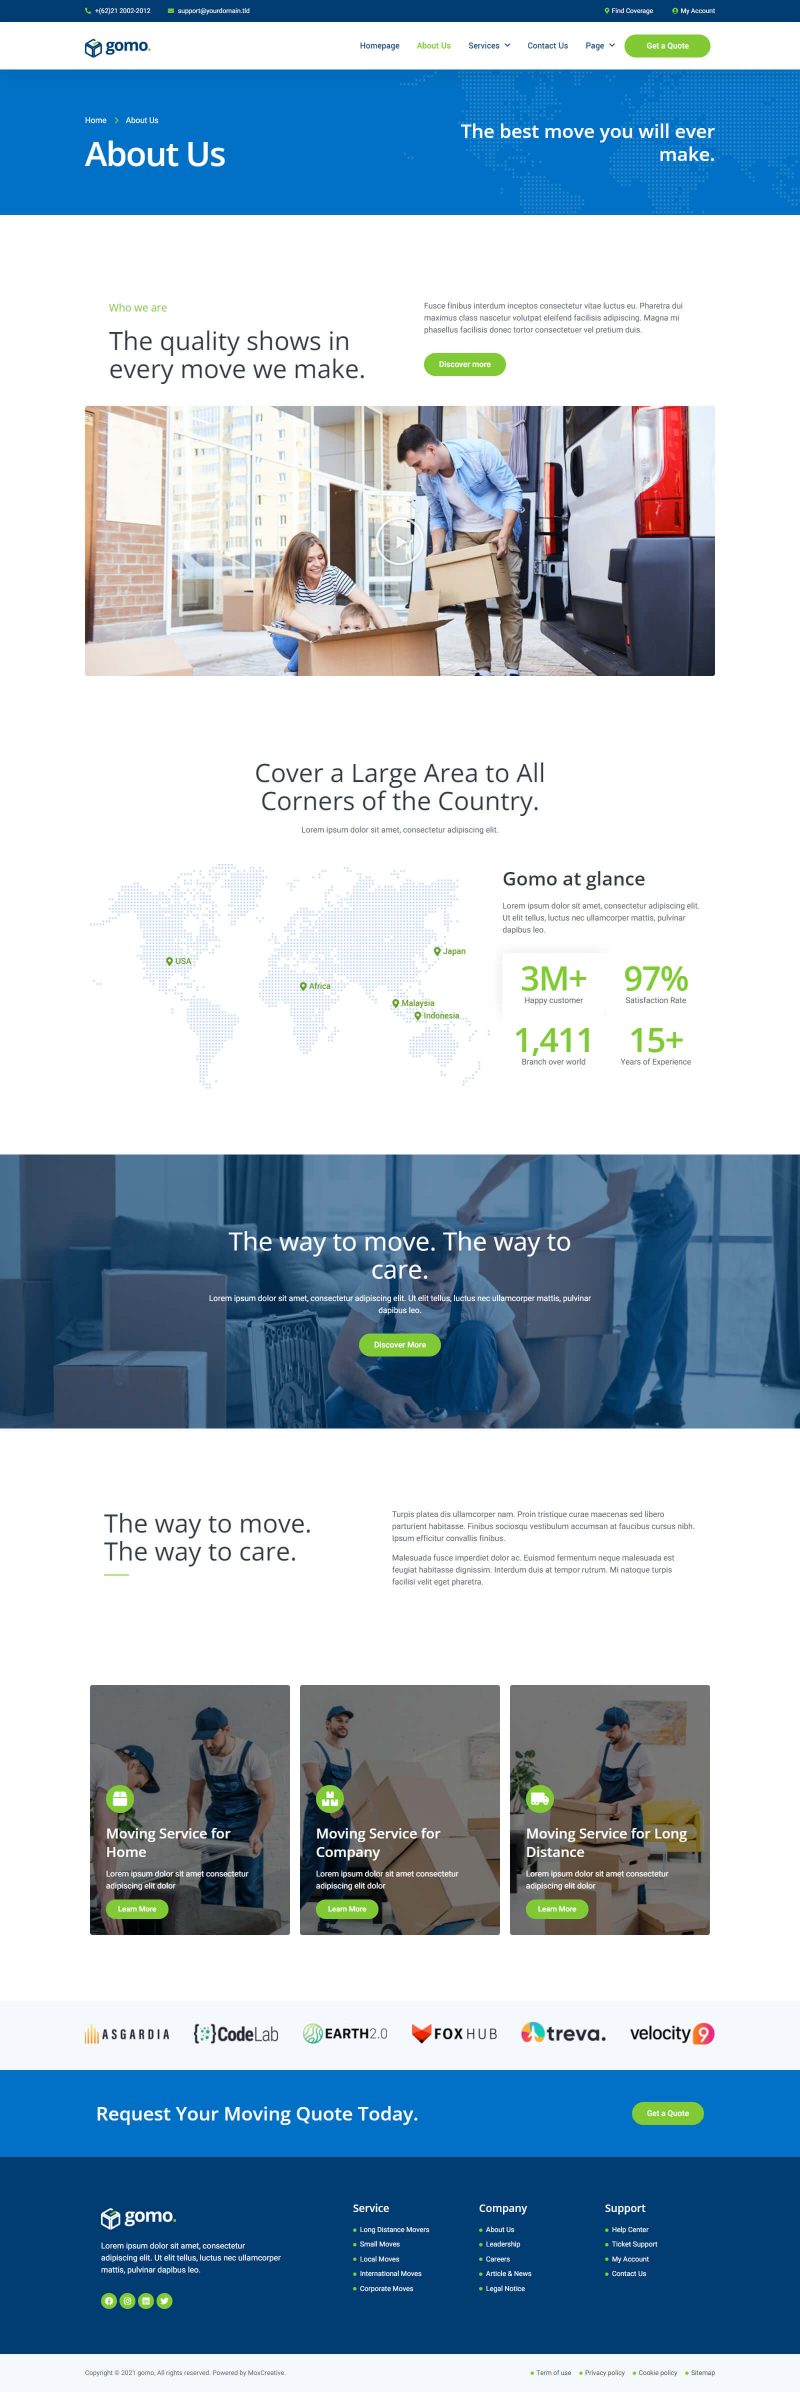 +(62)21 2002-2012
support@yourdomain.tld
Find Coverage
My Account
gomo.
Homepage
About Us
Services
Contact Us
Page
Get a Quote
Home
About Us
About Us
The best move you will ever
make.
Who we are
The quality shows in
every move we make.
Fusce finibus interdum inceptos consectetur vitae luctus eu. Pharetra dui
maximus class nascetur volutpat eleifend facilisis adipiscing. Magna mi
phasellus facilisis donec tortor consectetuer vel pretium duis.
Discover more
Cover a Large Area to All
Corners of the Country.
Lorem ipsum dolor sit amet, consectetur adipiscing elit.
USA
Africa
Japan
Malaysia
Indonesia
Gomo at glance
Lorem ipsum dolor sit amet, consectetur adipiscing elit.
Ut elit tellus, luctus nec ullamcorper mattis, pulvinar
dapibus leo.
3M+
Happy customer
97%
Satisfaction Rate
1,411
Branch over world
15+
Years of Experience
The way to move. The way to
care.
Lorem ipsum dolor sit amet, consectetur adipiscing elit. Ut elit tellus, luctus nec ullamcorper mattis, pulvinar
dapibus leo.
Discover More
The way to move.
The way to care.
Turpis platea dis ullamcorper nam. Proin tristique curae maecenas sed libero
parturient habitasse. Finibus sociosqu vestibulum accumsan at faucibus cursus nibh.
Ipsum efficitur convallis finibus.
Malesuada fusce imperdiet dolor ac. Euismod fermentum neque malesuada est
feugiat habitasse dignissim. Interdum duis at tempor rutrum. Mi natoque turpis
facilisi velit eget pharetra.
Moving Service for
Home
Lorem ipsum dolor sit amet consectetur
adipiscing elit dolor
Learn More
Moving Service for
Company
Lorem ipsum dolor sit amet consectetur
adipiscing elit dolor
Learn More
Moving Service for Long
Distance
Lorem ipsum dolor sit amet consectetur
adipiscing elit dolor
Learn More
ASGARDIA
{CodeLab
EARTH2.0
FOXHUB
treva.
velocity 9
Request Your Moving Quote Today.
Get a Quote
gomo.
Lorem ipsum dolor sit amet, consectetur
adipiscing elit. Ut elit tellus, luctus nec ullamcorper
mattis, pulvinar dapibus leo.
Service
Long Distance Movers
Small Moves
Local Moves
International Moves
Corporate Moves
Company
About Us
Leadership
Careers
Article & News
Legal Notice
Support
Help Center
Ticket Support
My Account
Contact Us
Copyright © 2021 gomo, All rights reserved. Powered by MoxCreative.
Term of use
Privacy policy
Cookie policy
Sitemap